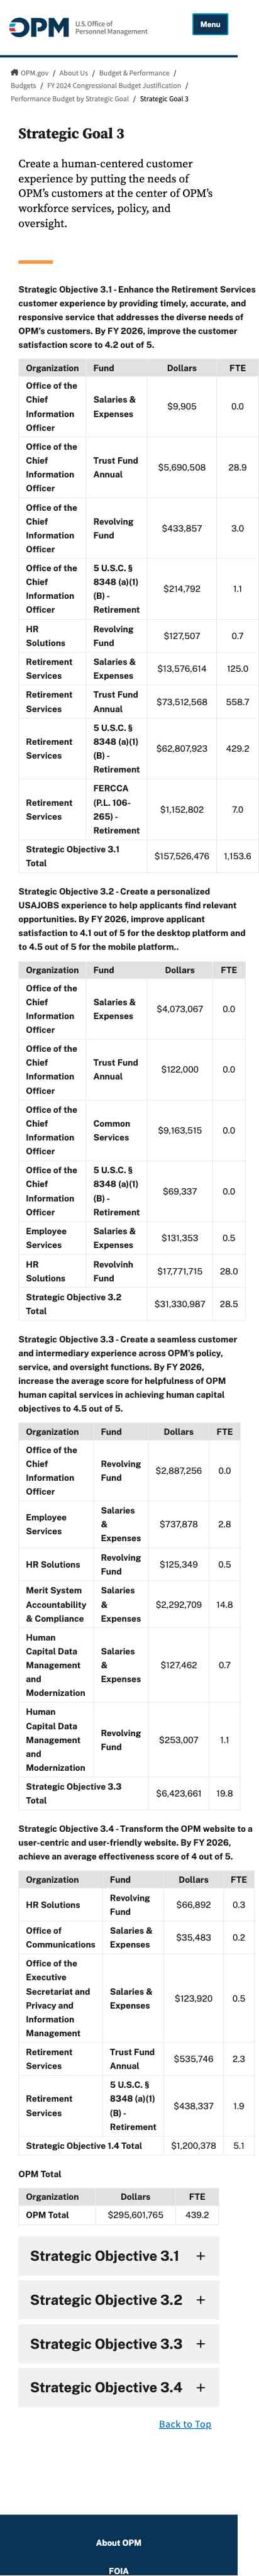 OPM
U.S. Office of
Personnel Management
Menu
OPM.gov / About Us / Budget & Performance /
Budgets / FY 2024 Congressional Budget Justification /
Performance Budget by Strategic Goal / Strategic Goal 3
Strategic Goal 3
Create a human-centered customer
experience by putting the needs of
OPM's customers at the center of OPM's
workforce services, policy, and
oversight.
Strategic Objective 3.1 - Enhance the Retirement Services
customer experience by providing timely, accurate, and
responsive service that addresses the diverse needs of
OPM's customers. By FY 2026, improve the customer
satisfaction score to 4.2 out of 5.
Organization Fund Dollars FTE
Office of the
Chief
Information
Officer
Salaries &
Expenses
$9,905 0.0
Office of the
Chief
Information
Officer
Trust Fund
Annual
$5,690,508 28.9
Office of the
Chief
Information
Officer
Revolving
Fund
$433,857 3.0
Office of the
Chief
Information
Officer
5 U.S.C. §
8348 (a)(1)
(B) -
Retirement
$214,792 1.1
HR
Solutions
Revolving
Fund
$127,507 0.7
Retirement
Services
Salaries &
Expenses
$13,576,614 125.0
Retirement
Services
Trust Fund
Annual
$73,512,568 558.7
Retirement
Services
5 U.S.C. §
8348 (a)(1)
(B) -
Retirement
$62,807,923 429.2
Retirement
Services
FERCCA
(P.L. 106-
265) -
Retirement
$1,152,802 7.0
Strategic Objective 3.1
Total
$157,526,476 1,153.6
Strategic Objective 3.2 - Create a personalized
USAJOBS experience to help applicants find relevant
opportunities. By FY 2026, improve applicant
satisfaction to 4.1 out of 5 for the desktop platform and
to 4.5 out of 5 for the mobile platform..
Organization Fund Dollars FTE
Office of the
Chief
Information
Officer
Salaries &
Expenses
$4,073,067 0.0
Office of the
Chief
Information
Officer
Trust Fund
Annual
$122,000 0.0
Office of the
Chief
Information
Officer
Common
Services
$9,163,515 0.0
Office of the
Chief
Information
Officer
5 U.S.C. §
8348 (a)(1)
(B) -
Retirement
$69,337 0.0
Employee
Services
Salaries &
Expenses
$131,353 0.5
HR
Solutions
Revolvinh
Fund
$17,771,715 28.0
Strategic Objective 3.2
Total
$31,330,987 28.5
Strategic Objective 3.3 - Create a seamless customer
and intermediary experience across OPM's policy,
service, and oversight functions. By FY 2026,
increase the average score for helpfulness of OPM
human capital services in achieving human capital
objectives to 4.5 out of 5.
Organization Fund Dollars FTE
Office of the
Chief
Information
Officer
Revolving
Fund
$2,887,256 0.0
Employee
Services
Salaries
&
Expenses
$737,878 2.8
HR Solutions
Revolving
Fund
$125,349 0.5
Merit System
Accountability
& Compliance
Salaries
&
Expenses
$2,292,709 14.8
Human
Capital Data
Management
and
Modernization
Salaries
&
Expenses
$127,462 0.7
Human
Capital Data
Management
and
Modernization
Revolving
Fund
$253,007 1.1
Strategic Objective 3.3
Total
$6,423,661 19.8
Strategic Objective 3.4 - Transform the OPM website to a
user-centric and user-friendly website. By FY 2026,
achieve an average effectiveness score of 4 out of 5.
Organization Fund Dollars FTE
HR Solutions
Revolving
Fund
$66,892 0.3
Office of
Communications
Salaries &
Expenses
$35,483 0.2
Office of the
Executive
Secretariat and
Privacy and
Information
Management
Salaries &
Expenses
$123,920 0.5
Retirement
Services
Trust Fund
Annual
$535,746 2.3
Retirement
Services
5 U.S.C. §
8348 (a)(1)
(B) -
Retirement
$438,337 1.9
Strategic Objective 1.4 Total $1,200,378 5.1
OPM Total
Organization Dollars FTE
OPM Total $295,601,765 439.2
Strategic Objective 3.1 +
Strategic Objective 3.2 +
Strategic Objective 3.3 +
Strategic Objective 3.4 +
Back to Top
About OPM
FOIA